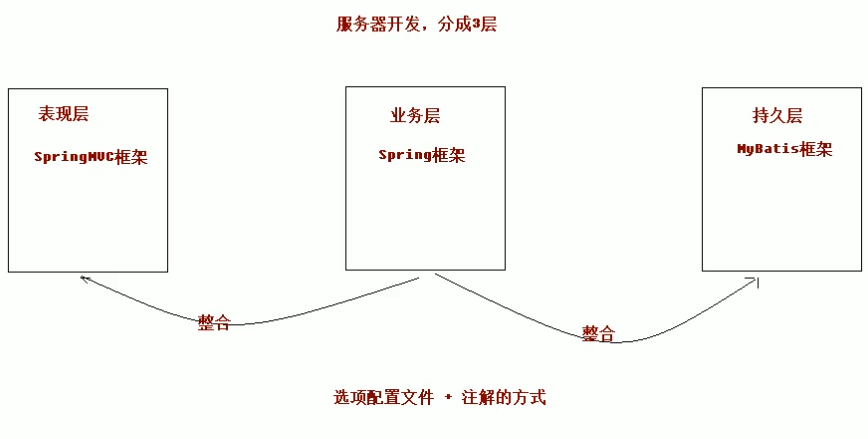 服务器开发，分成3层
表现层
SpringMVC框架
业务层
Spring框架
持久层
MyBatis框架
整合
整合
选项配置文件 + 注解的方式